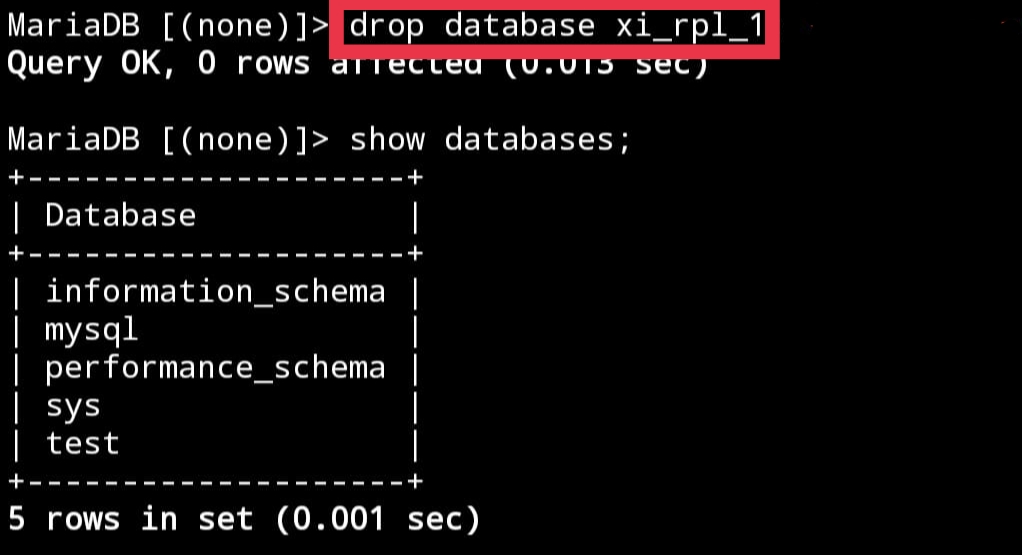 MariaDB [(none)]> drop database xi_rpl_1
Query OK, 0 rows affected (0.013 sec)

MariaDB [(none)]> show databases;
+--------------------+
| Database           |
+--------------------+
| information_schema |
| mysql              |
| performance_schema |
| sys                |
| test               |
+--------------------+
5 rows in set (0.001 sec)